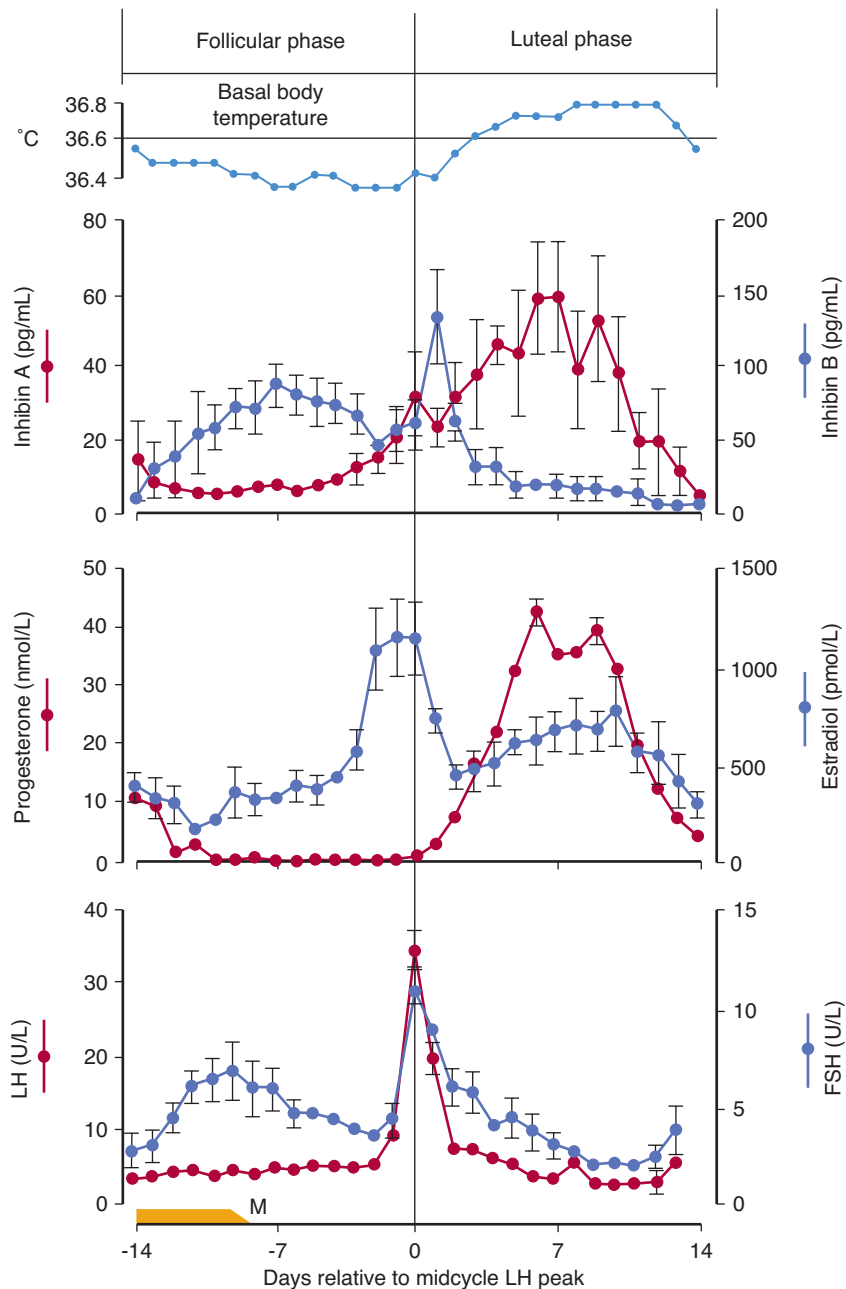 Follicular phase
Luteal phase
Basal body
temperature
°C
36.8
36.6
36.4
Inhibin A (pg/mL)
80
60
40
20
0
200
150
100
50
0
Inhibin B (pg/mL)
Progesterone (nmol/L)
50
40
30
20
10
0
1500
1000
500
0
Estradiol (pmol/L)
LH (U/L)
40
30
20
10
0
15
10
5
0
FSH (U/L)
M
-14 -7 0 7 14
Days relative to midcycle LH peak